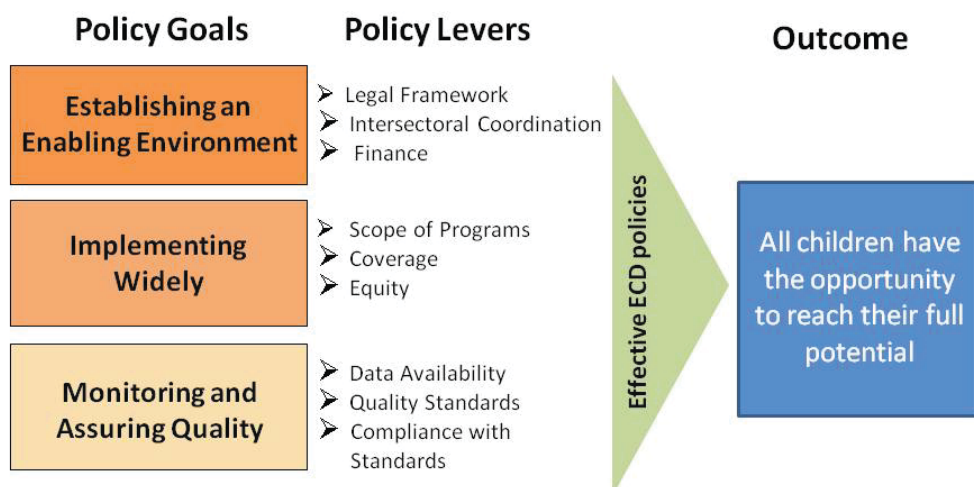 Policy Goals
Policy Levers
Outcome
Establishing an
Enabling Environment
Legal Framework
Intersectoral Coordination
Finance
Implementing
Widely
Scope of Programs
Coverage
Equity
Monitoring and
Assuring Quality
Data Availability
Quality Standards
Compliance with
Standards
Effective ECD policies
All children have
the opportunity
to reach their full
potential